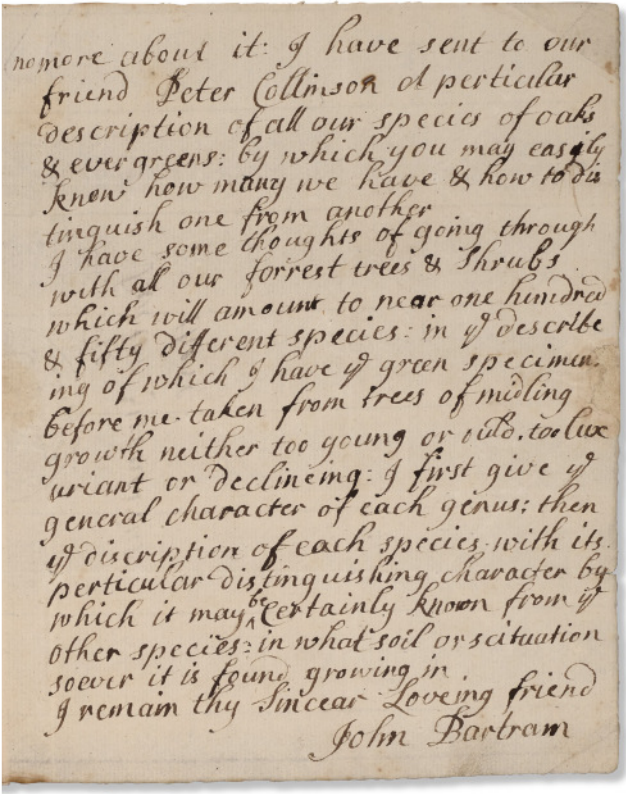 no more about it: I have sent to our
friend Peter Collinson a perticular
description of all our species of oaks
& evergreens: by which you may easily
know how many we have & how to dis
tinguish one from another
I have some thoughts of going through
with all our forrest trees & Shrubs
which will amount to near one hundred
& fifty different species: in ye describe
ing of which I have ye green specimen.
before me taken from trees of midling
growth neither too young or ould, too lux
uriant or declineing: I first give ye
general character of each genus; then
ye discription of each species with its
perticular distinguishing character by
which it may be Certainly known from ye
other species: in what soil or scituation
soever it is found growing in
I remain thy Sincear Loveing friend
John Bartram